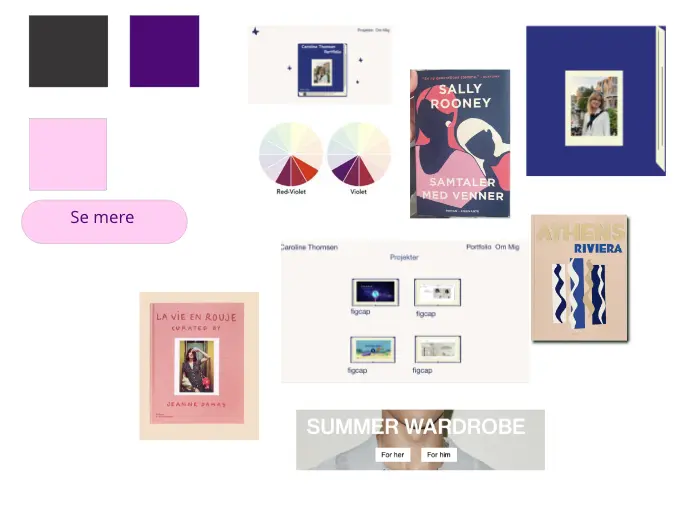 Projekter Om Mig
Caroline Thomsen
Portfolio
SALLY
ROONEY
SAMTALER
MED VENNER
Red-Violet
Violet
Se mere
ATHENS
RIVIERA
Caroline Thomsen
Portfolio Om Mig
Projekter
figcap
figcap
figcap
figcap
LA VIE EN ROUJE
CURATED BY
JEANNE DAMAS
SUMMER WARDROBE
For her
For him